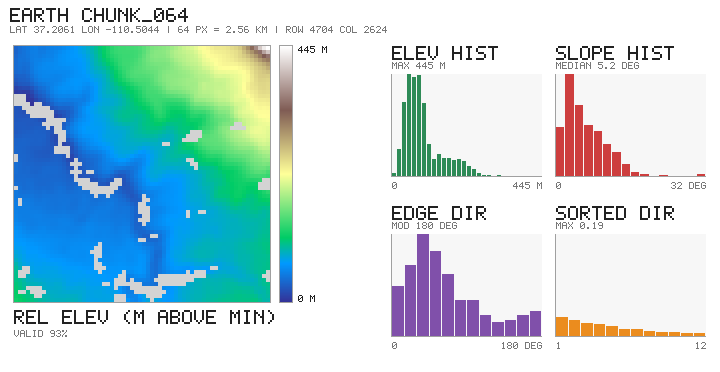 EARTH CHUNK_064
LAT 37.2061 LON -110.5044 | 64 PX = 2.56 KM | ROW 4704 COL 2624
445 M
0 M
REL ELEV (M ABOVE MIN)
VALID 93%
ELEV HIST
MAX 445 M
0 445 M
SLOPE HIST
MEDIAN 5.2 DEG
0 32 DEG
EDGE DIR
MOD 180 DEG
0 180 DEG
SORTED DIR
MAX 0.19
1 12